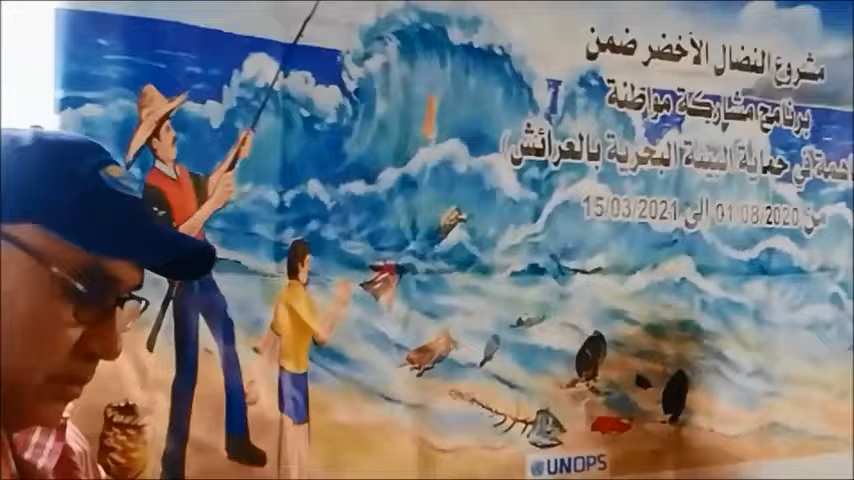 مشروع النضال الأخضر ضمن
برنامج مشاركة مواطنة
همة في حماية البيئة البحرية بالعرائش)
من 01/08/2020 الى 15/03/2021
UNOPS